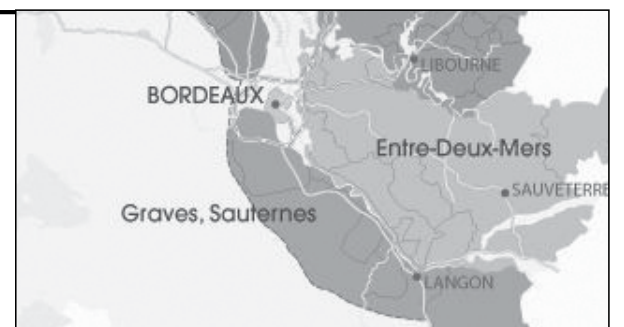 LIBOURNE
BORDEAUX
Entre-Deux-Mers
SAUVETERRE
Graves, Sauternes
LANGON